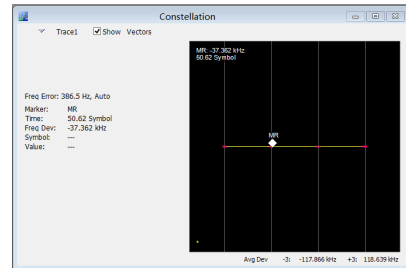 Constellation
Trace1 Show Vectors
MR: -37.362 kHz
50.62 Symbol
Freq Error: 386.5 Hz, Auto
Marker: MR
Time: 50.62 Symbol
Freq Dev: -37.362 kHz
Symbol: ---
Value: ---
MR
Avg Dev -3: -117.866 kHz +3: 118.639 kHz